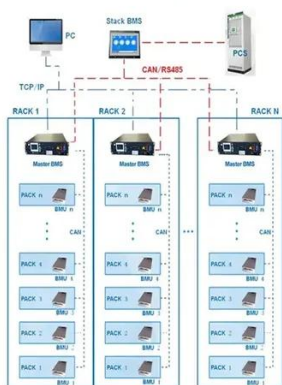 PC
Stack BMS
PCS
CAN/RS485
TCP/IP
RACK 1
RACK 2
RACK N
Master BMS
Master BMS
Master BMS
PACK n
BMU n
PACK n
BMU n
PACK n
BMU n
CAN
CAN
...
CAN
PACK 4
BMU 4
PACK 4
BMU 4
PACK 4
BMU 4
PACK 3
BMU 3
PACK 3
BMU 3
PACK 3
BMU 3
PACK 2
BMU 2
PACK 2
BMU 2
PACK 2
BMU 2
PACK 1
BMU 1
PACK 1
BMU 1
PACK 1
BMU 1